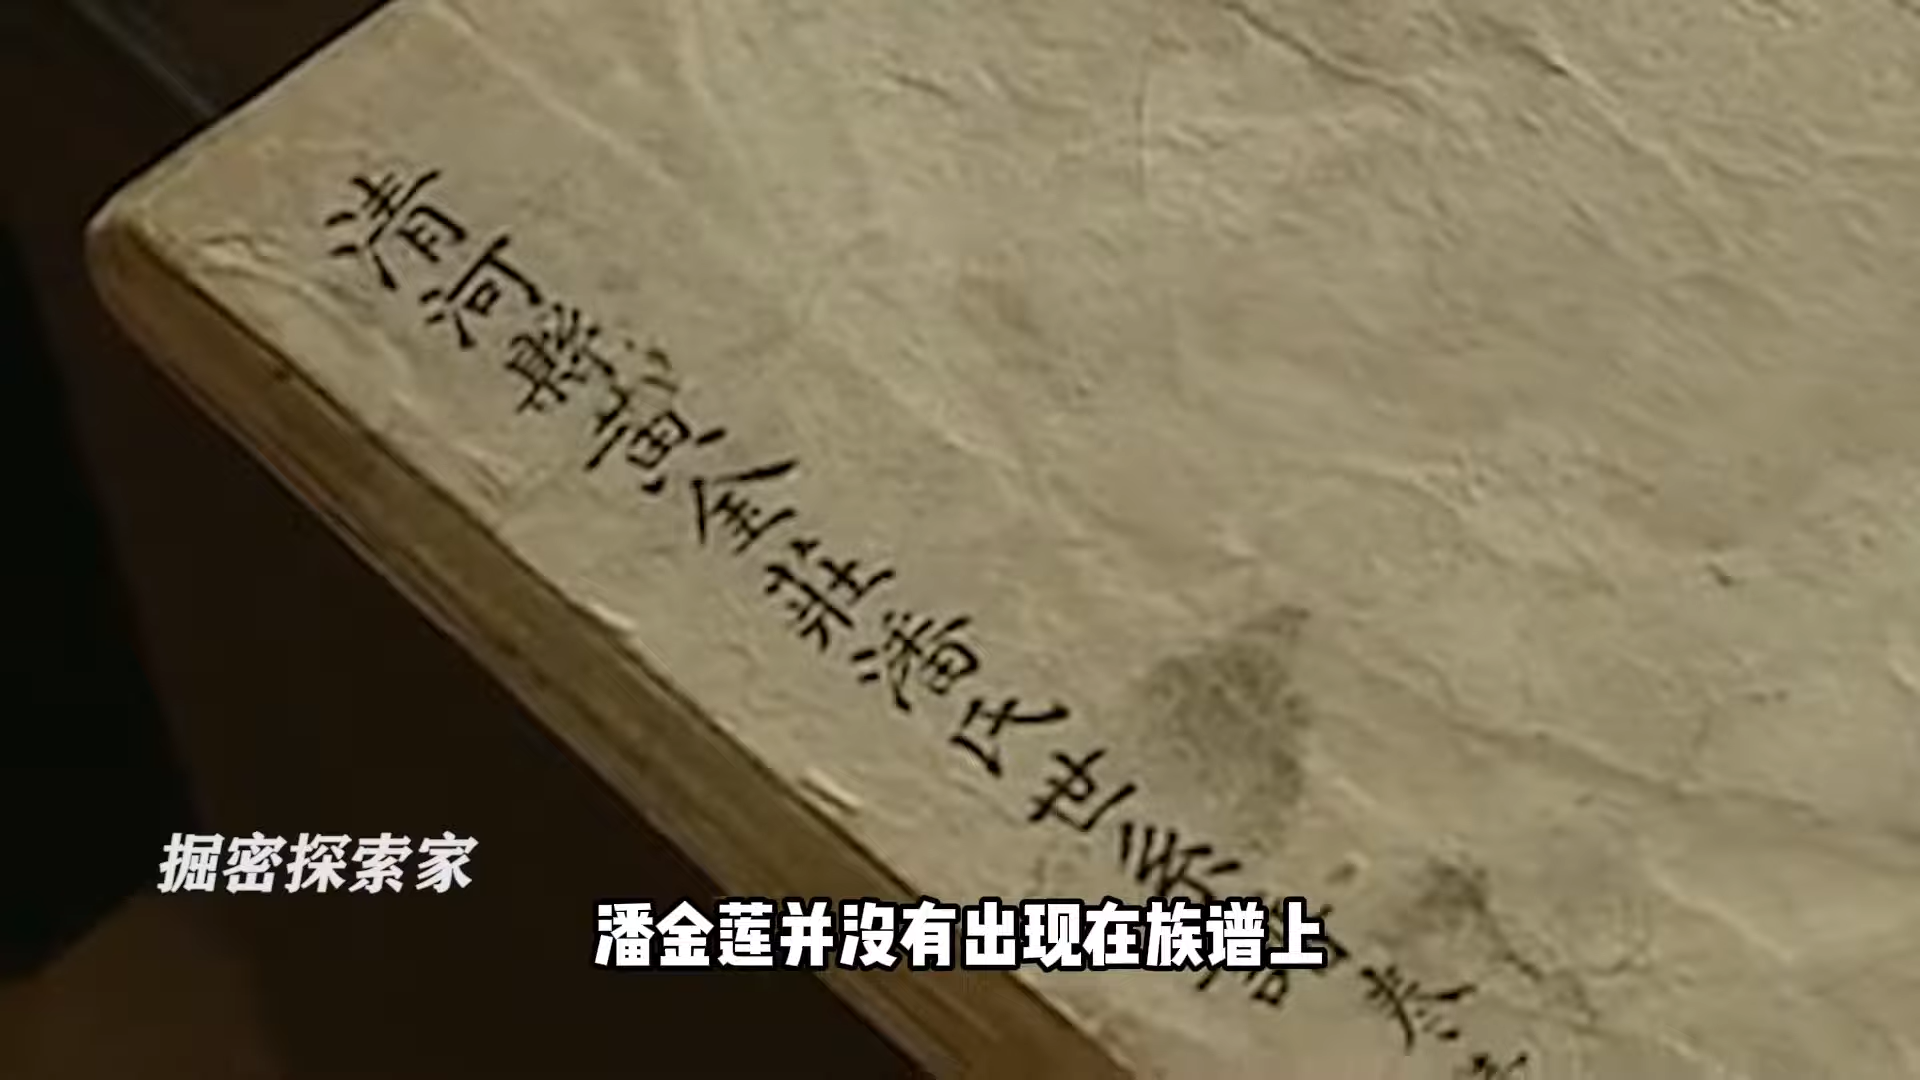 清河縣黄金莊潘氏世系
掘密探索家
潘金莲并没有出现在族谱上